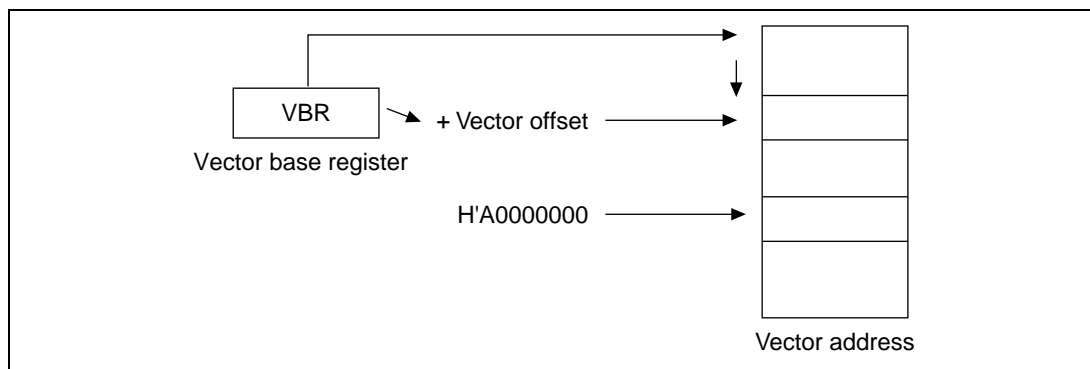 VBR
+ Vector offset
Vector base register
H'A0000000
Vector address